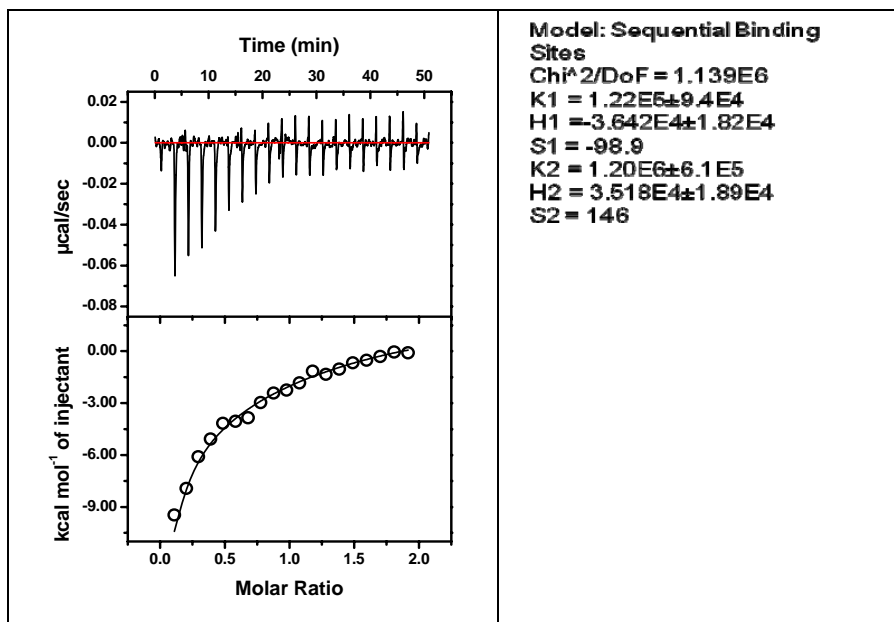 Time (min)
0 10 20 30 40 50
0.02
0.00
-0.02
-0.04
-0.06
-0.08
µcal/sec
0.00
-3.00
-6.00
-9.00
kcal mol⁻¹ of injectant
0.0 0.5 1.0 1.5 2.0
Molar Ratio
Model: Sequential Binding
Sites
Chi^2/DoF = 1.139E6
K1 = 1.22E5±9.4E4
H1 =-3.642E4±1.82E4
S1 = -98.9
K2 = 1.20E6±6.1E5
H2 = 3.518E4±1.89E4
S2 = 146